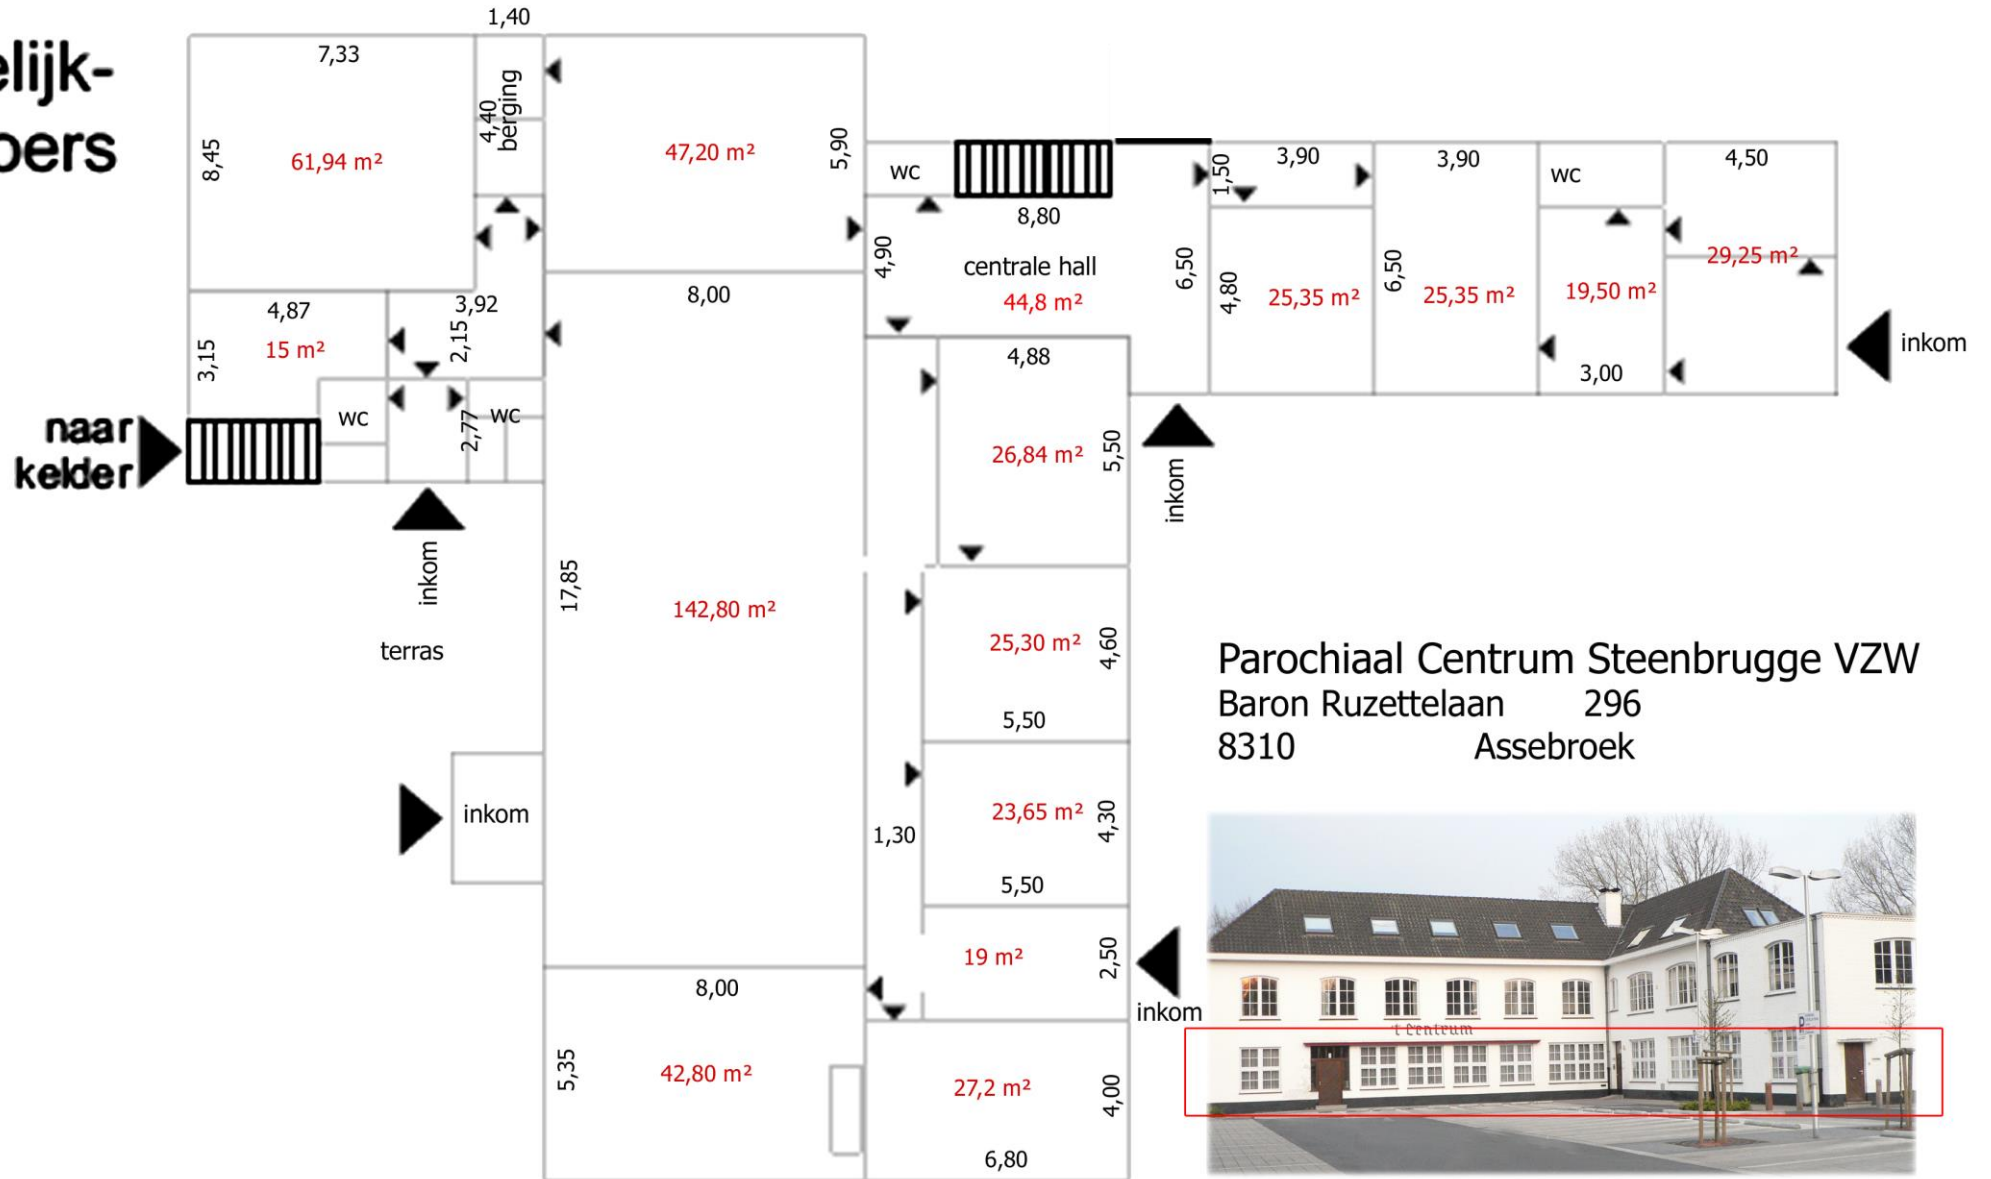 elijk-
pers
1,40
7,33
8,45
61,94 m²
4,40
berging
47,20 m²
5,90
wc
8,80
4,90
centrale hall
44,8 m²
6,50
1,50
3,90
4,80
25,35 m²
3,90
6,50
25,35 m²
wc
19,50 m²
3,00
4,50
29,25 m²
inkom
4,87
3,15
15 m²
3,92
2,15
8,00
wc
2,77
wc
naar
kelder
inkom
terras
17,85
142,80 m²
4,88
26,84 m²
5,50
inkom
25,30 m²
4,60
5,50
23,65 m²
4,30
1,30
5,50
inkom
19 m²
2,50
inkom
8,00
5,35
42,80 m²
27,2 m²
4,00
6,80
Parochiaal Centrum Steenbrugge VZW
Baron Ruzettelaan 296
8310 Assebroek
't Centrum